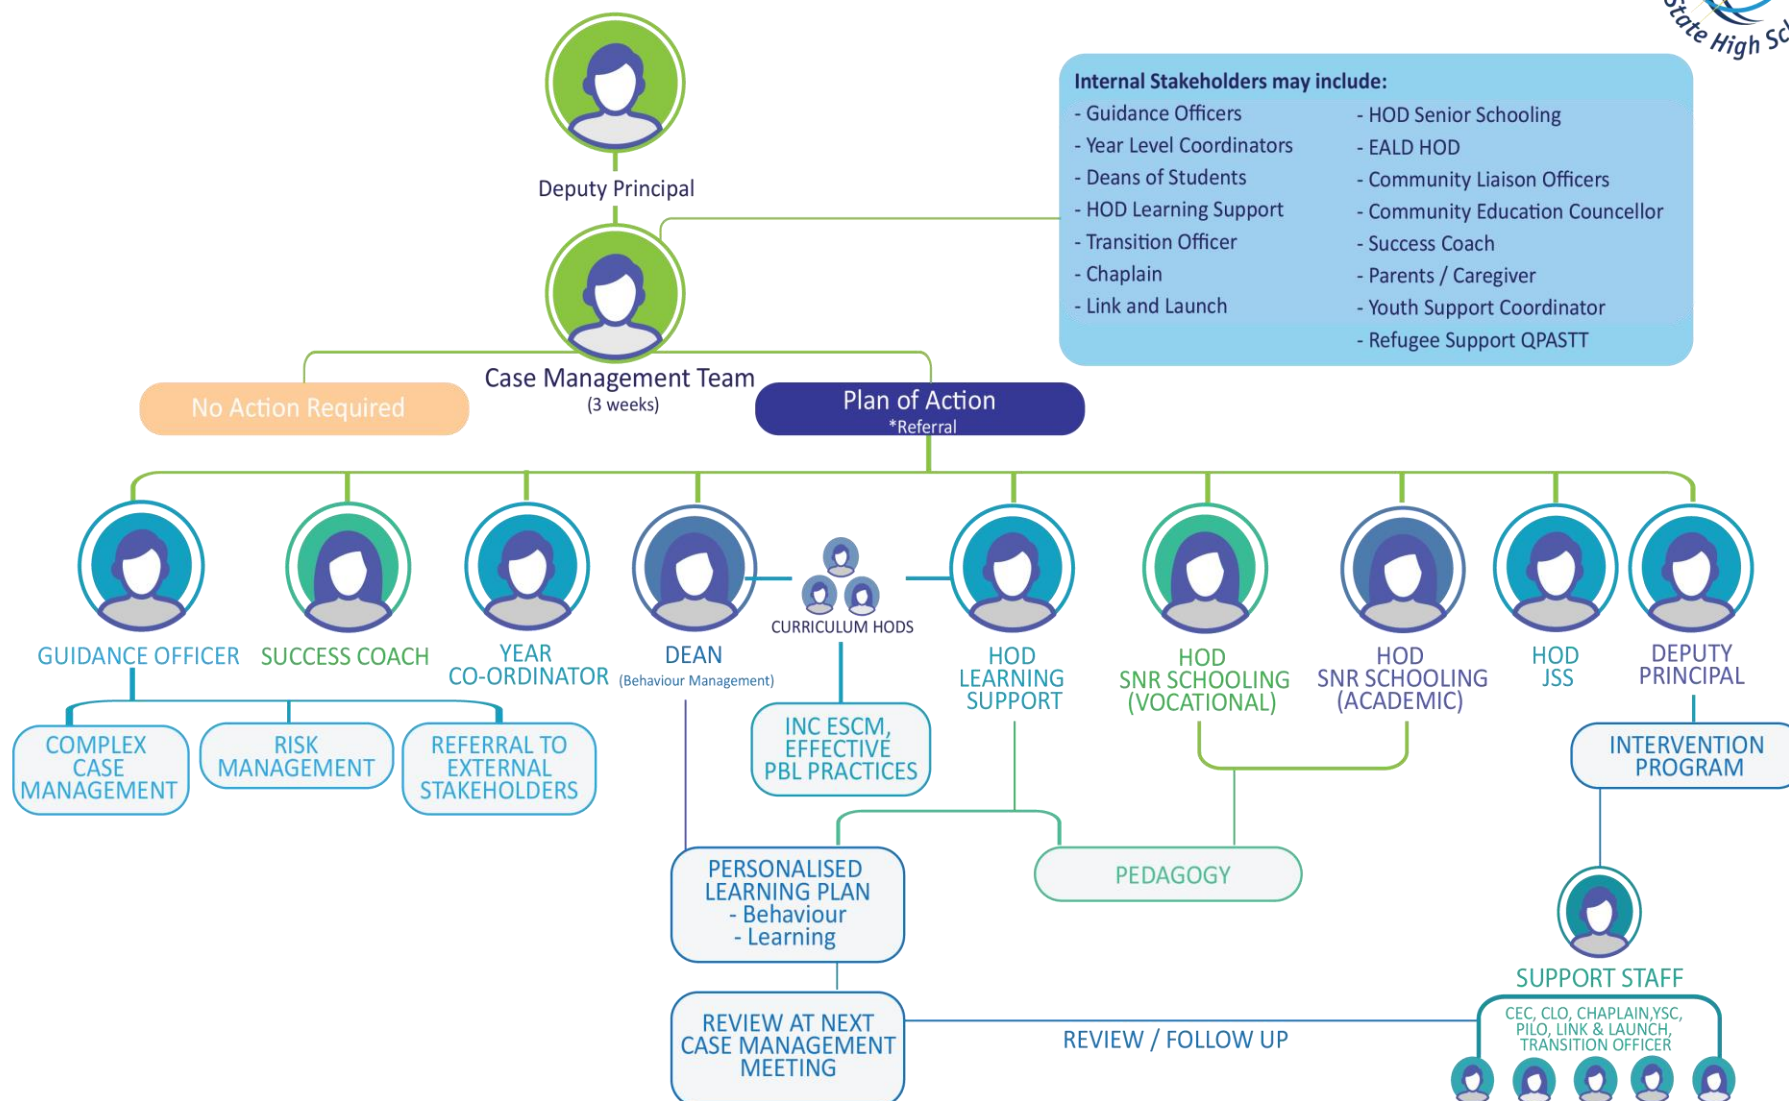 State High Sc
Deputy Principal
Internal Stakeholders may include:
- Guidance Officers
- Year Level Coordinators
- Deans of Students
- HOD Learning Support
- Transition Officer
- Chaplain
- Link and Launch
- HOD Senior Schooling
- EALD HOD
- Community Liaison Officers
- Community Education Councellor
- Success Coach
- Parents / Caregiver
- Youth Support Coordinator
- Refugee Support QPASTT
Case Management Team
(3 weeks)
No Action Required
Plan of Action
*Referral
GUIDANCE OFFICER
SUCCESS COACH
YEAR
CO-ORDINATOR
DEAN
(Behaviour Management)
CURRICULUM HODS
HOD
LEARNING
SUPPORT
HOD
SNR SCHOOLING
(VOCATIONAL)
HOD
SNR SCHOOLING
(ACADEMIC)
HOD
JSS
DEPUTY
PRINCIPAL
COMPLEX
CASE
MANAGEMENT
RISK
MANAGEMENT
REFERRAL TO
EXTERNAL
STAKEHOLDERS
INC ESCM,
EFFECTIVE
PBL PRACTICES
INTERVENTION
PROGRAM
PERSONALISED
LEARNING PLAN
- Behaviour
- Learning
PEDAGOGY
SUPPORT STAFF
CEC, CLO, CHAPLAIN,YSC,
PILO, LINK & LAUNCH,
TRANSITION OFFICER
REVIEW AT NEXT
CASE MANAGEMENT
MEETING
REVIEW / FOLLOW UP